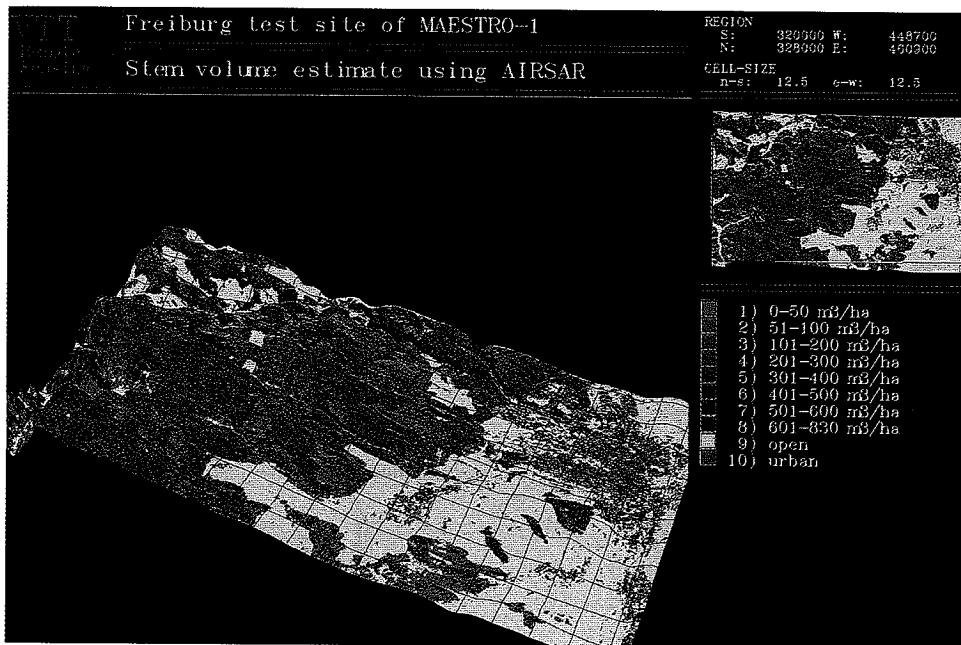 VTT
Freiburg test site of MAESTRO-1
Stem volume estimate using AIRSAR
REGION
S: 320000 W: 448700
N: 328000 E: 460300
CELL-SIZE
n-s: 12.5 e-w: 12.5
1) 0-50 m3/ha
2) 51-100 m3/ha
3) 101-200 m3/ha
4) 201-300 m3/ha
5) 301-400 m3/ha
6) 401-500 m3/ha
7) 501-600 m3/ha
8) 601-830 m3/ha
9) open
10) urban